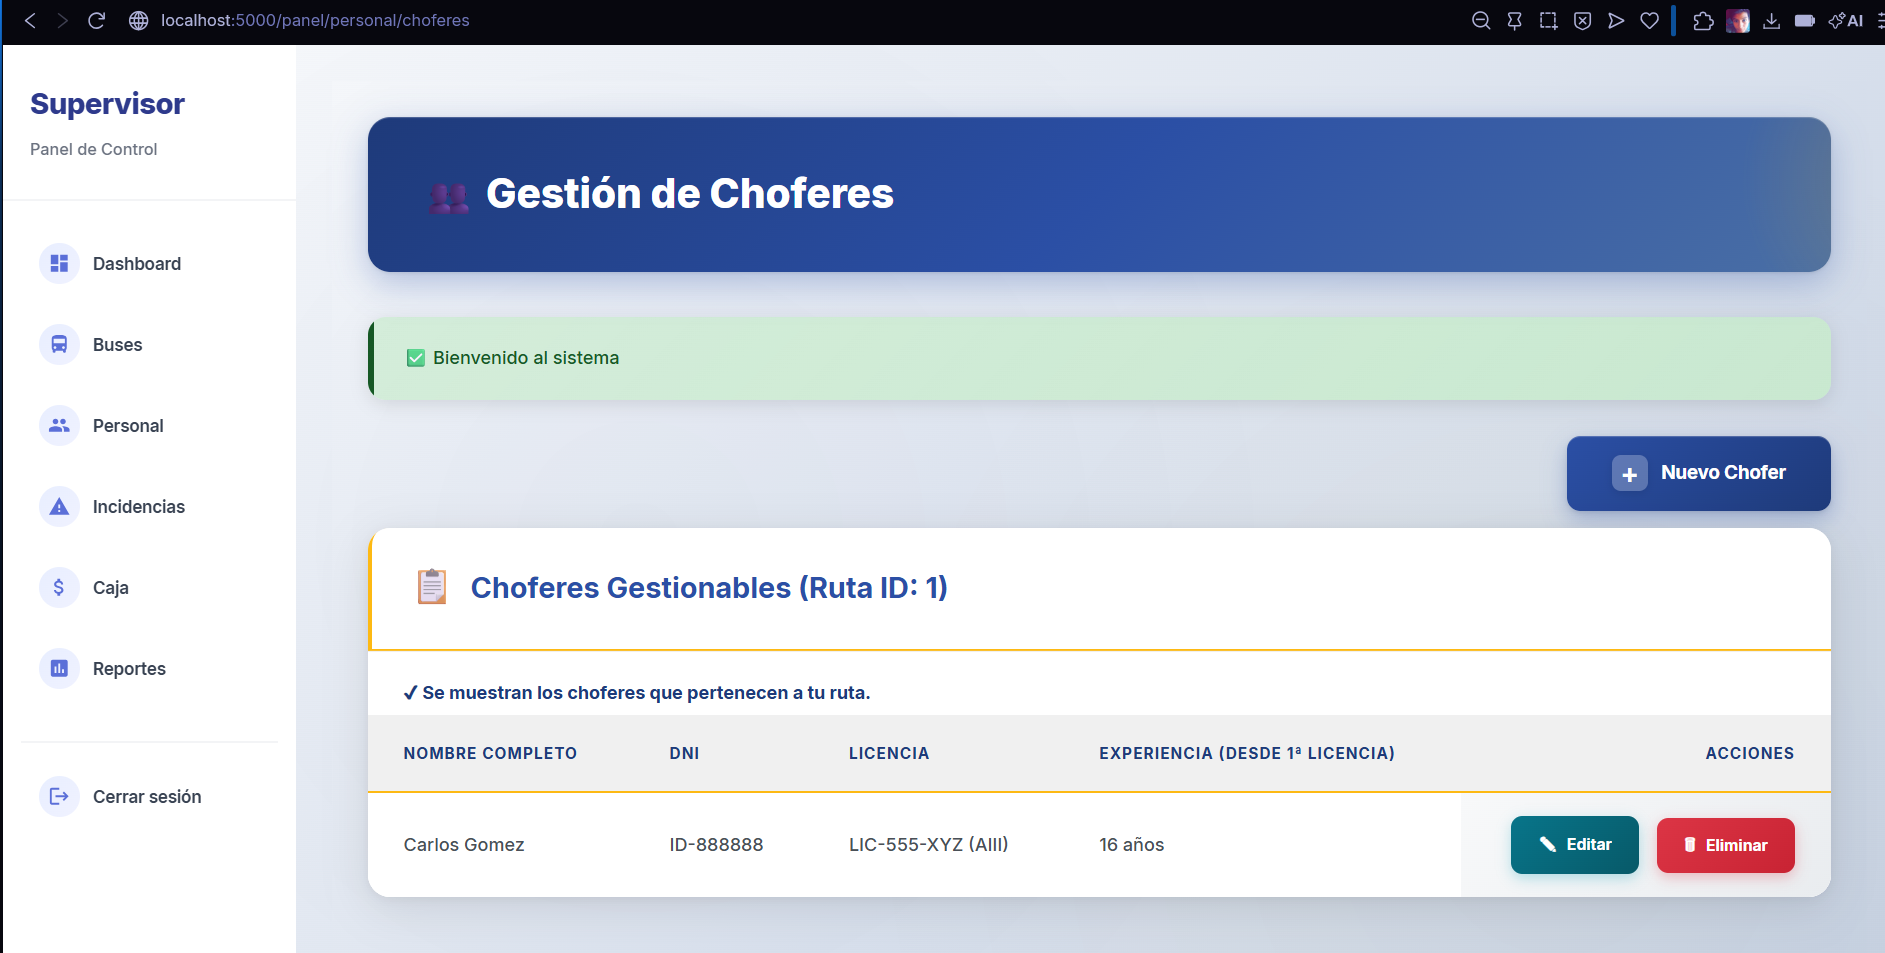 localhost:5000/panel/personal/choferes
AI
Supervisor
Panel de Control
Dashboard
Buses
Personal
Incidencias
Caja
Reportes
Cerrar sesión
Gestión de Choferes
✅ Bienvenido al sistema
+ Nuevo Chofer
Choferes Gestionables (Ruta ID: 1)
✓ Se muestran los choferes que pertenecen a tu ruta.
NOMBRE COMPLETO DNI LICENCIA EXPERIENCIA (DESDE 1ª LICENCIA) ACCIONES
Carlos Gomez ID-888888 LIC-555-XYZ (AIII) 16 años Editar Eliminar